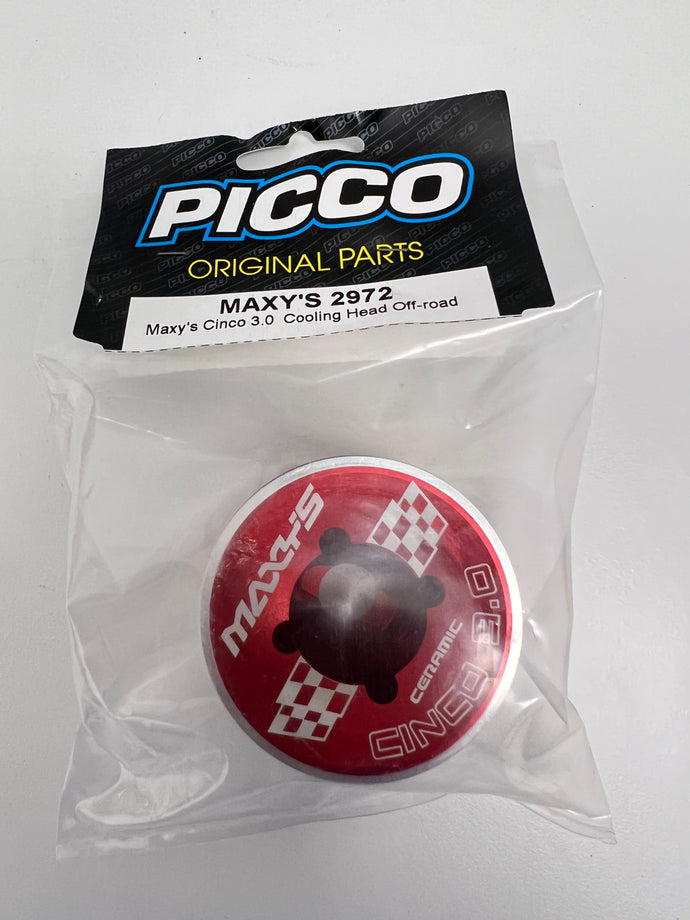 PICCO
ORIGINAL PARTS
MAXY'S 2972
Maxy's Cinco 3.0 Cooling Head Off-road
MAXY'S
CERAMIC
CINCO 3.0